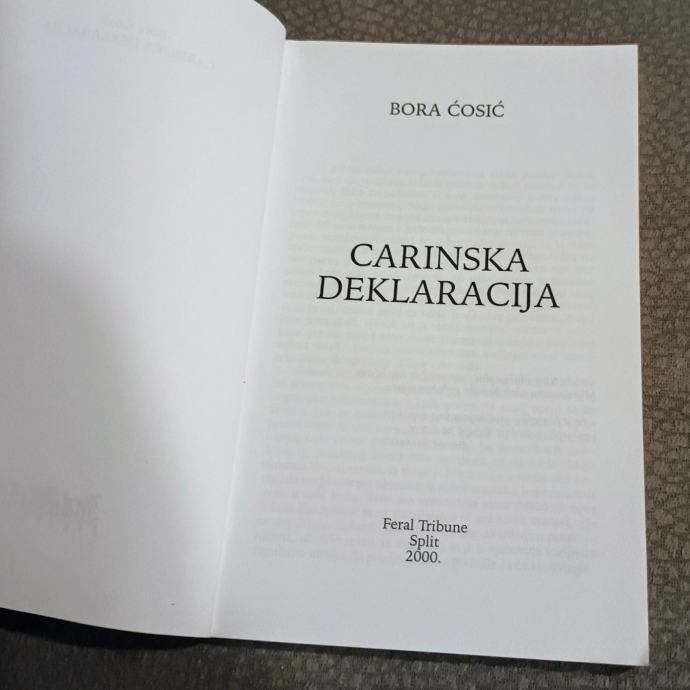 BORA ĆOSIĆ
CARINSKA
DEKLARACIJA
Feral Tribune
Split
2000.